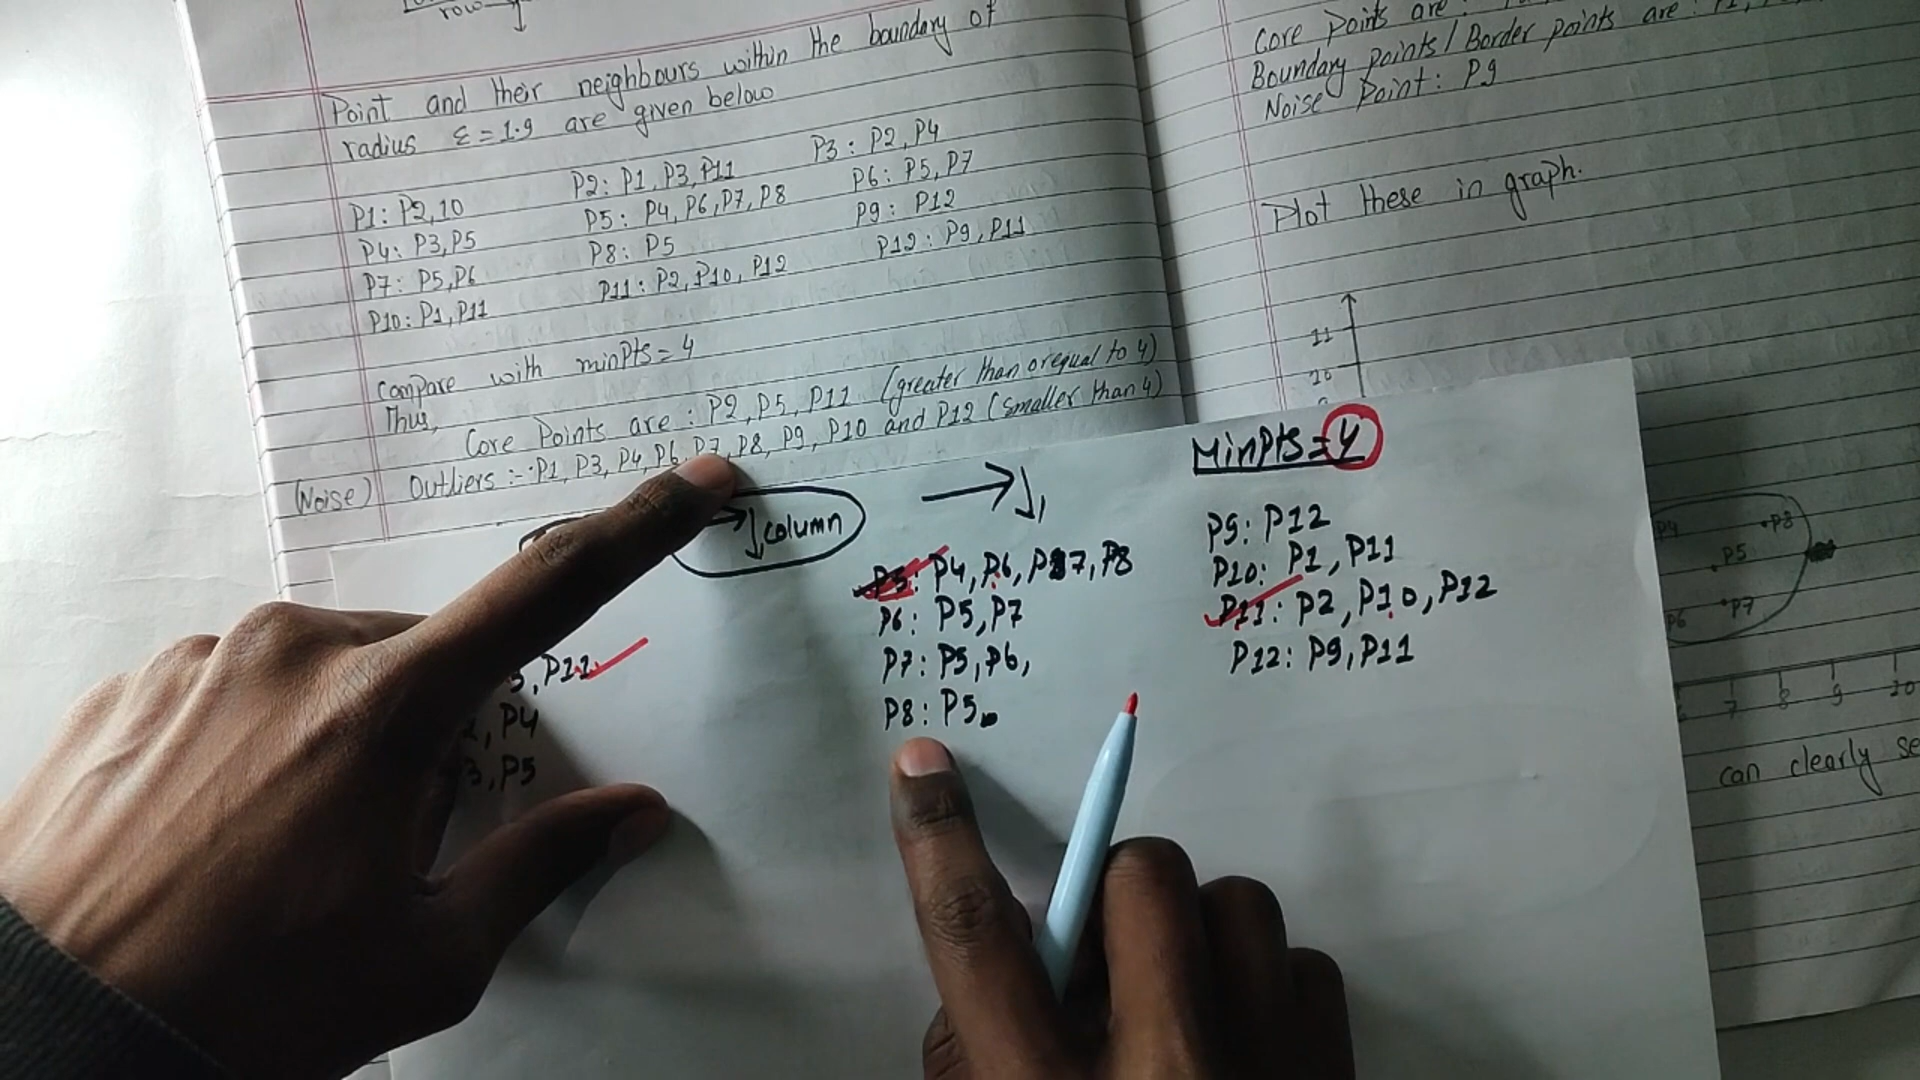 row
Point and their neighbours within the boundary of
radius ε = 1.9 are given below
P1: P2, 10 P2: P1, P3, P11 P3: P2, P4
P4: P3, P5 P5: P4, P6, P7, P8 P6: P5, P7
P7: P5, P6 P8: P5 P9: P12
P10: P1, P11 P11: P2, P10, P12 P12: P9, P11
Compare with minPts = 4
Thus,
Core Points are: P2, P5, P11 (greater than or equal to 4)
(Noise) Outliers :- P1, P3, P4, P6, P7, P8, P9, P10 and P12 (smaller than 4)
Core Points are:
Boundary Points / Border points are:
Noise Point: P9
Plot these in graph.
11
10
column
, P11
, P4
3, P5
P5: P4, P6, P7, P8
P6: P5, P7
P7: P5, P6,
P8: P5
MinPts = 4
P9: P12
P10: P1, P11
P11: P2, P10, P12
P12: P9, P11
P4 P8
P5
P6 P7
7 8 9 10
can clearly se